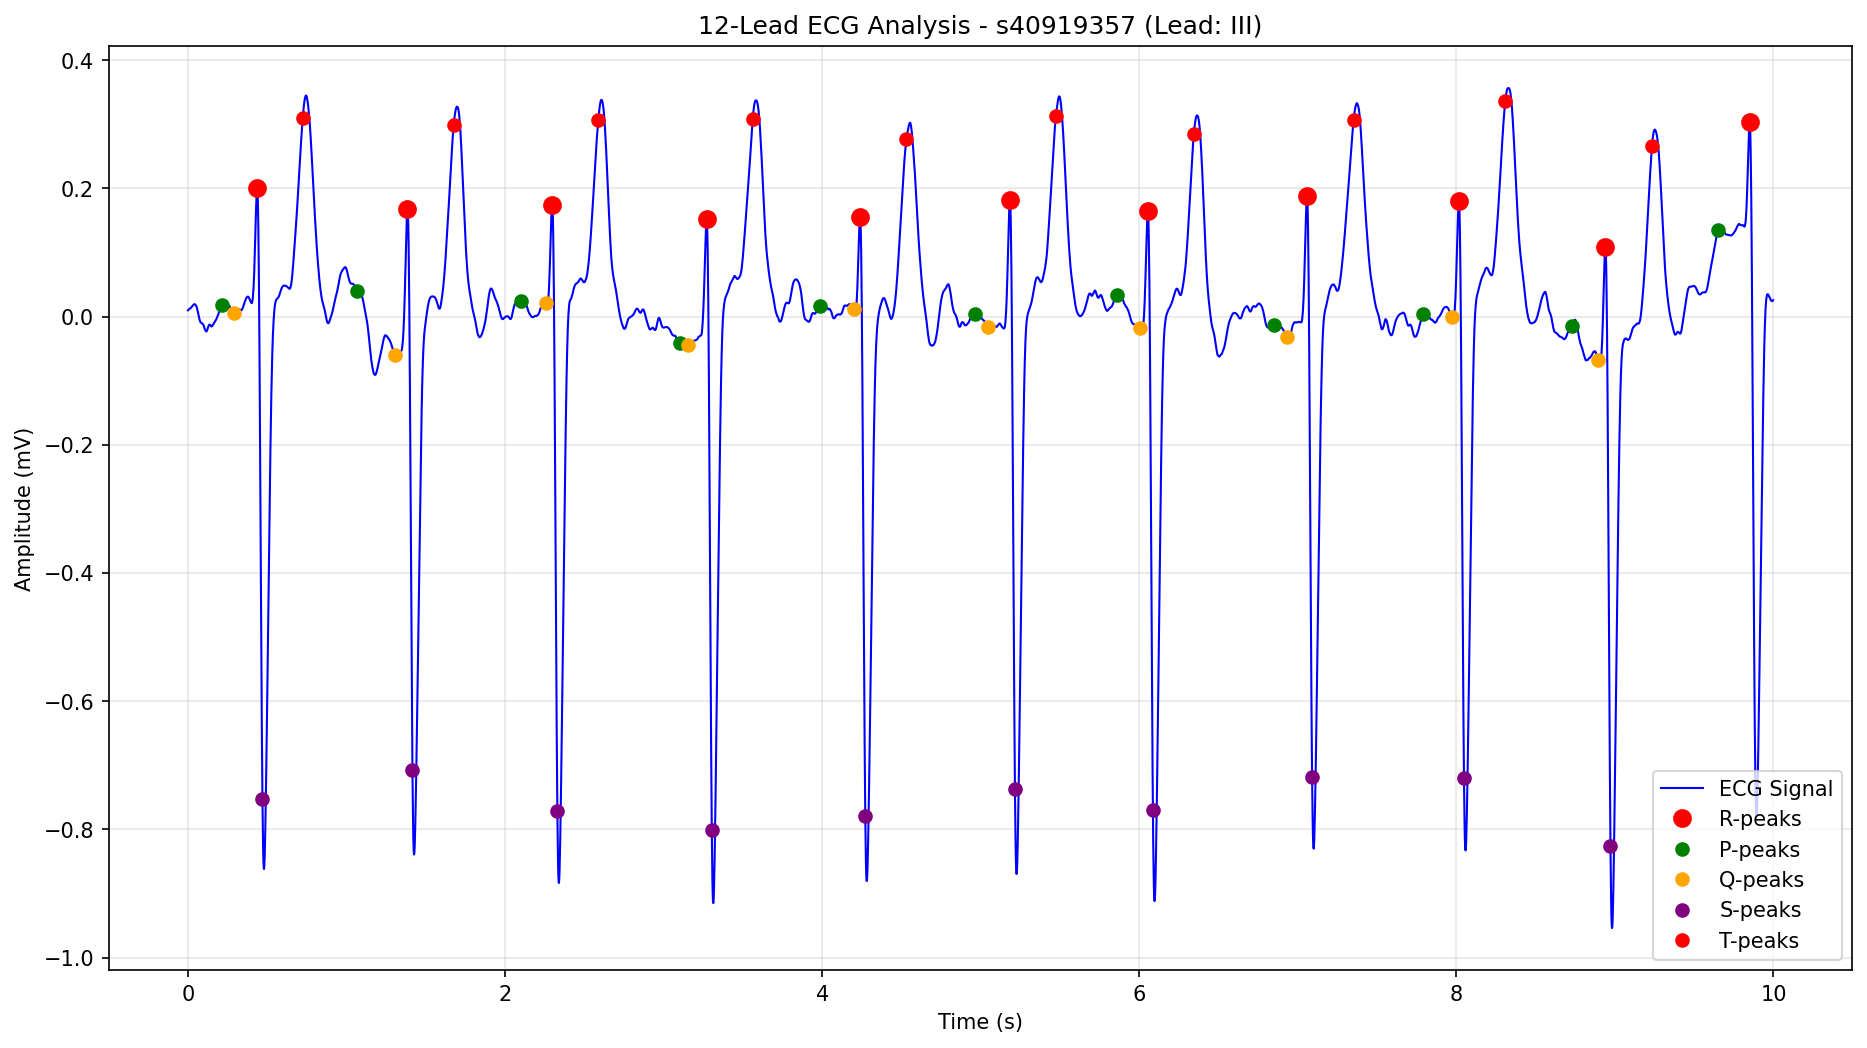 12-Lead ECG Analysis - s40919357 (Lead: III)
Amplitude (mV)
0.4
0.2
0.0
−0.2
−0.4
−0.6
−0.8
−1.0
ECG Signal
R-peaks
P-peaks
Q-peaks
S-peaks
T-peaks
0 2 4 6 8 10
Time (s)